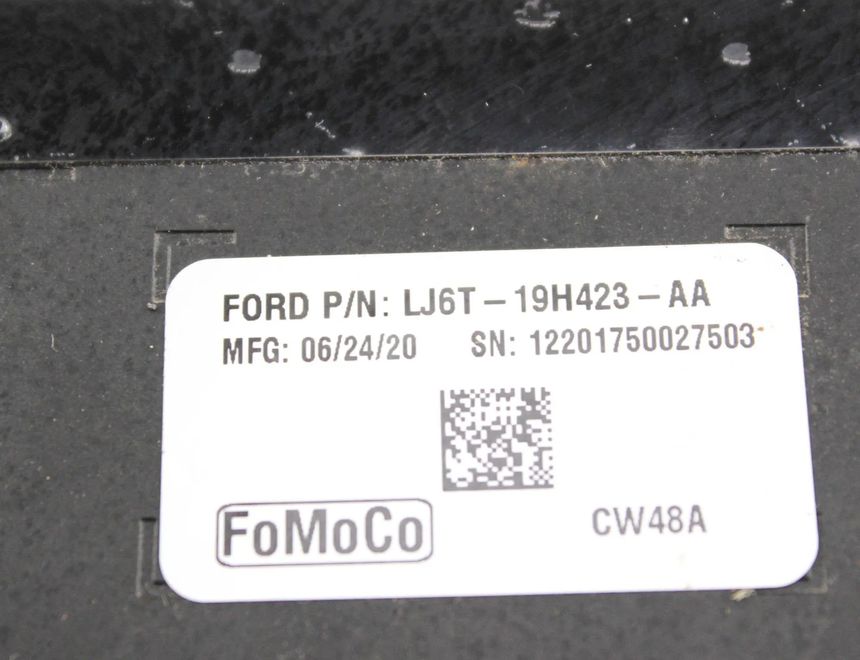 FORD P/N: LJ6T-19H423-AA
MFG: 06/24/20 SN: 12201750027503
FoMoCo
CW48A